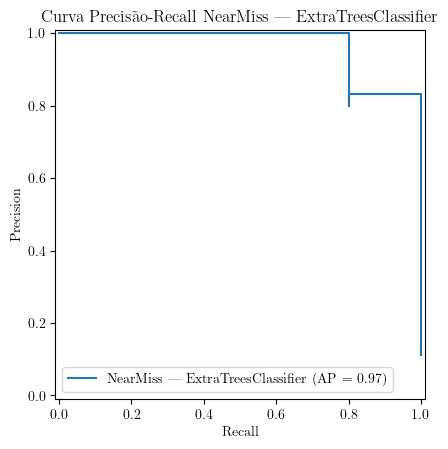 Curva Precisão-Recall NearMiss — ExtraTreesClassifier
1.0
0.8
0.6
0.4
0.2
0.0
Precision
NearMiss — ExtraTreesClassifier (AP = 0.97)
0.0 0.2 0.4 0.6 0.8 1.0
Recall